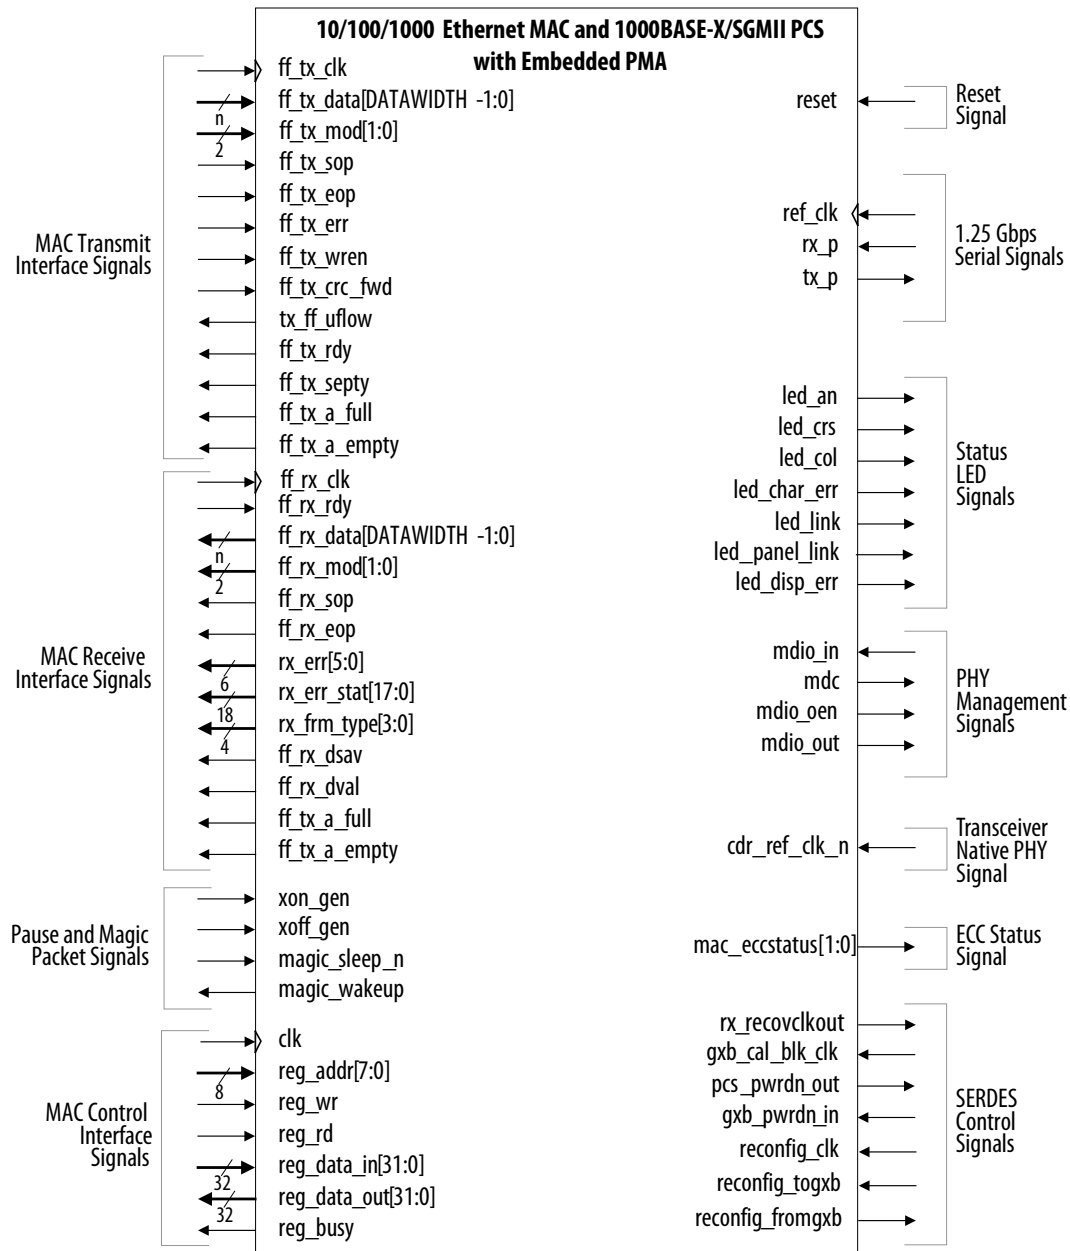 10/100/1000 Ethernet MAC and 1000BASE-X/SGMII PCS
with Embedded PMA
MAC Transmit
Interface Signals
ff_tx_clk
ff_tx_data[DATAWIDTH -1:0]
n
ff_tx_mod[1:0]
2
ff_tx_sop
ff_tx_eop
ff_tx_err
ff_tx_wren
ff_tx_crc_fwd
tx_ff_uflow
ff_tx_rdy
ff_tx_septy
ff_tx_a_full
ff_tx_a_empty
MAC Receive
Interface Signals
ff_rx_clk
ff_rx_rdy
ff_rx_data[DATAWIDTH -1:0]
n
ff_rx_mod[1:0]
2
ff_rx_sop
ff_rx_eop
rx_err[5:0]
6
rx_err_stat[17:0]
18
rx_frm_type[3:0]
4
ff_rx_dsav
ff_rx_dval
ff_tx_a_full
ff_tx_a_empty
Pause and Magic
Packet Signals
xon_gen
xoff_gen
magic_sleep_n
magic_wakeup
MAC Control
Interface
Signals
clk
reg_addr[7:0]
8
reg_wr
reg_rd
reg_data_in[31:0]
32
reg_data_out[31:0]
32
reg_busy
reset
Reset
Signal
ref_clk
rx_p
tx_p
1.25 Gbps
Serial Signals
led_an
led_crs
led_col
led_char_err
led_link
led_panel_link
led_disp_err
Status
LED
Signals
mdio_in
mdc
mdio_oen
mdio_out
PHY
Management
Signals
cdr_ref_clk_n
Transceiver
Native PHY
Signal
mac_eccstatus[1:0]
ECC Status
Signal
rx_recovclkout
gxb_cal_blk_clk
pcs_pwrdn_out
gxb_pwrdn_in
reconfig_clk
reconfig_togxb
reconfig_fromgxb
SERDES
Control
Signals